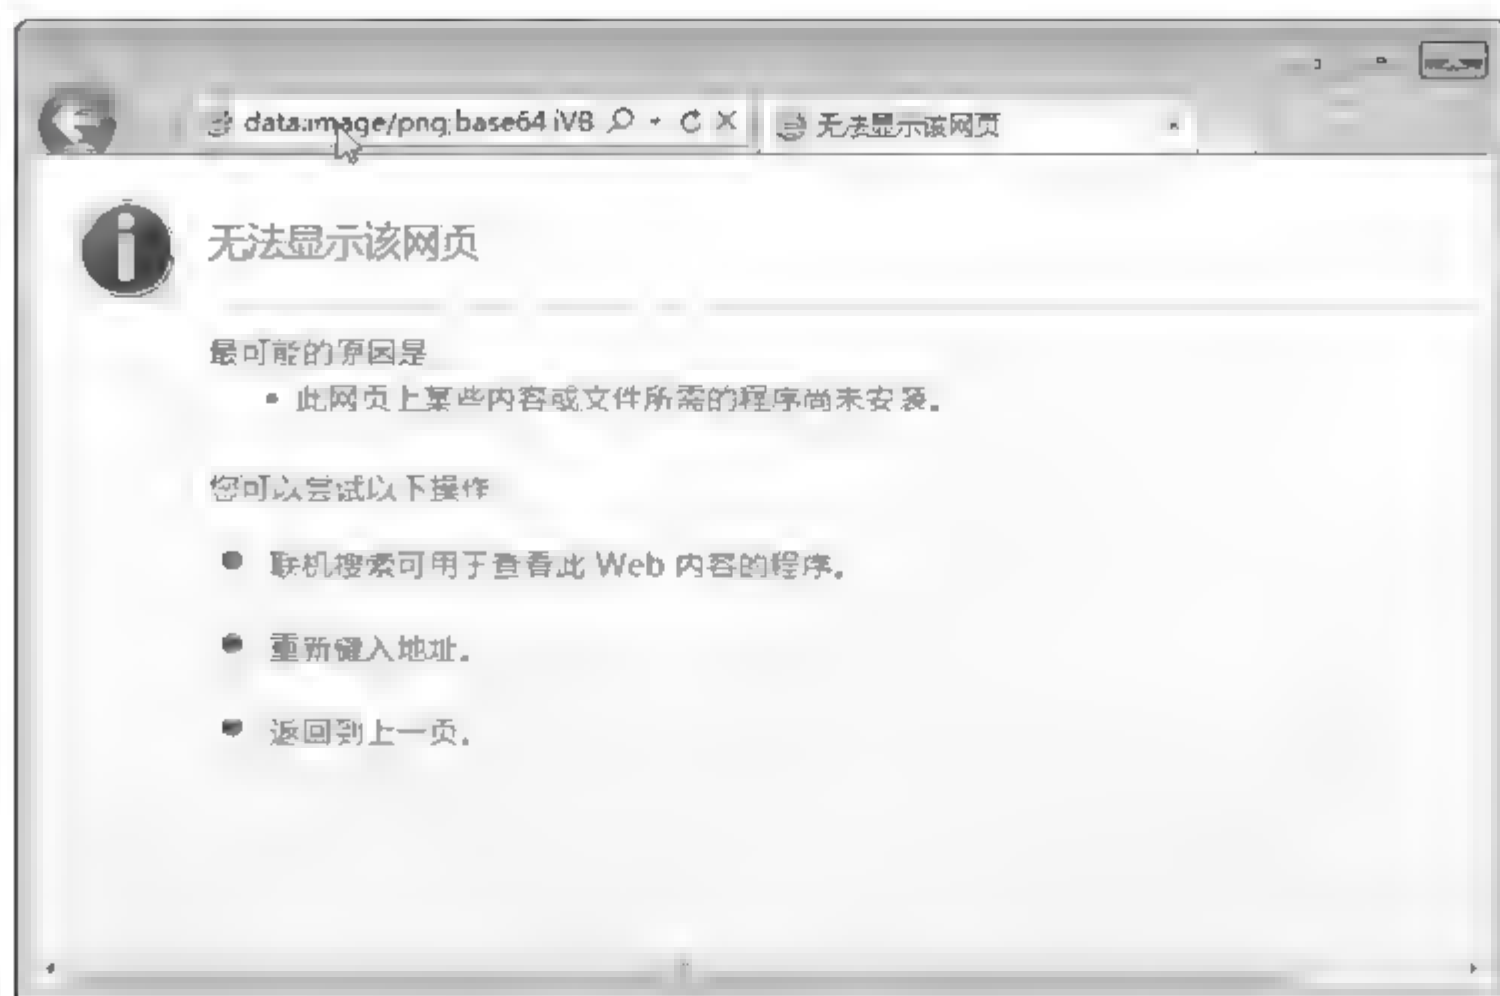 data:image/png;base64,iVB
无法显示该网页
无法显示该网页
最可能的原因是
• 此网页上某些内容或文件所需的程序尚未安装。
您可以尝试以下操作
联机搜索可用于查看此 Web 内容的程序。
重新键入地址。
返回到上一页。